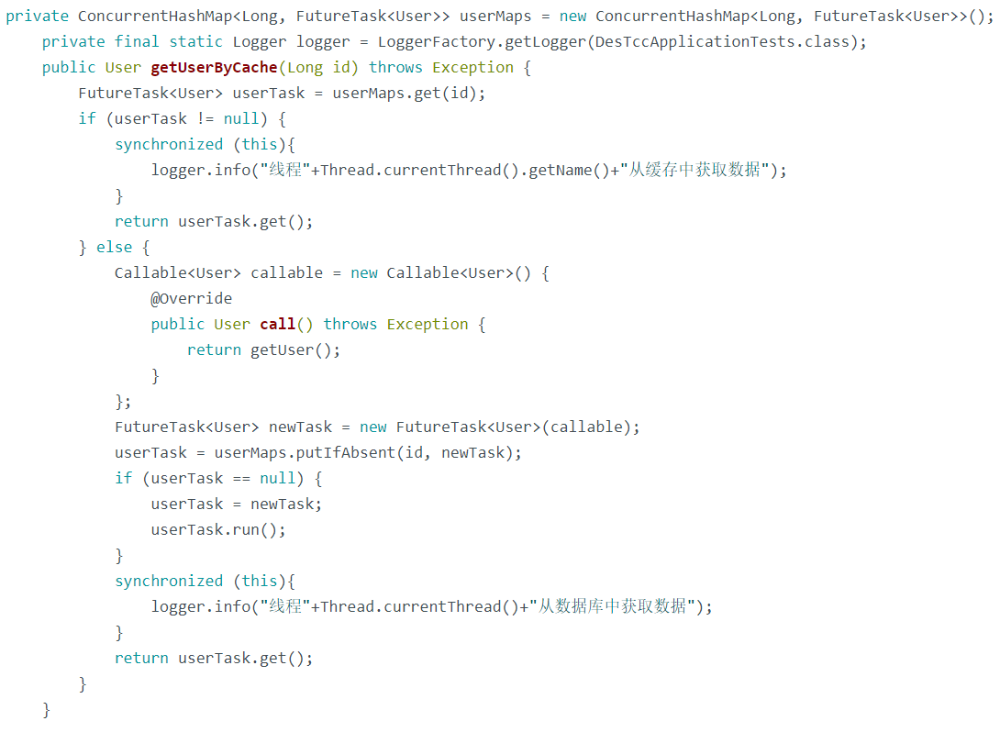 private ConcurrentHashMap<Long, FutureTask<User>> userMaps = new ConcurrentHashMap<Long, FutureTask<User>>();
    private final static Logger logger = LoggerFactory.getLogger(DesTccApplicationTests.class);
    public User getUserByCache(Long id) throws Exception {
        FutureTask<User> userTask = userMaps.get(id);
        if (userTask != null) {
            synchronized (this){
                logger.info("线程"+Thread.currentThread().getName()+"从缓存中获取数据");
            }
            return userTask.get();
        } else {
            Callable<User> callable = new Callable<User>() {
                @Override
                public User call() throws Exception {
                    return getUser();
                }
            };
            FutureTask<User> newTask = new FutureTask<User>(callable);
            userTask = userMaps.putIfAbsent(id, newTask);
            if (userTask == null) {
                userTask = newTask;
                userTask.run();
            }
            synchronized (this){
                logger.info("线程"+Thread.currentThread()+"从数据库中获取数据");
            }
            return userTask.get();
        }
    }